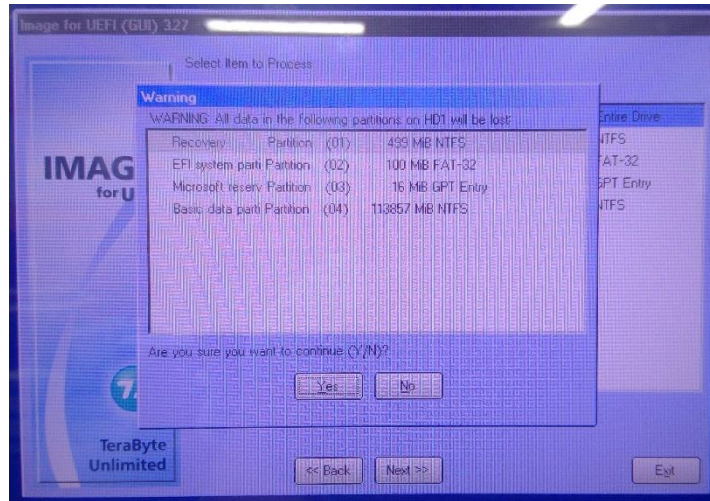 Image for UEFI (GUI) 3.27
Select Item to Process
Warning
WARNING: All data in the following partitions on HD1 will be lost:
Recovery Partition (01) 499 MiB NTFS
EFI system parti Partition (02) 100 MiB FAT-32
Microsoft reserv Partition (03) 16 MiB GPT Entry
Basic data parti Partition (04) 113857 MiB NTFS
Entire Drive
NTFS
FAT-32
GPT Entry
NTFS
IMAG
for U
Are you sure you want to continue (Y/N)?
Yes No
TeraByte
Unlimited
<< Back Next >> Exit